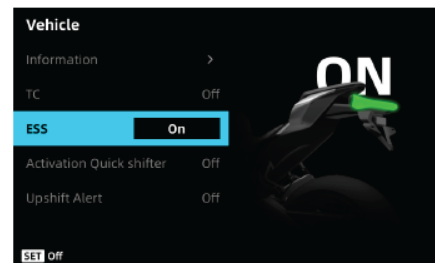 Vehicle
Information >
ON
TC Off
ESS On
Activation Quick shifter Off
Upshift Alert Off
SET Off